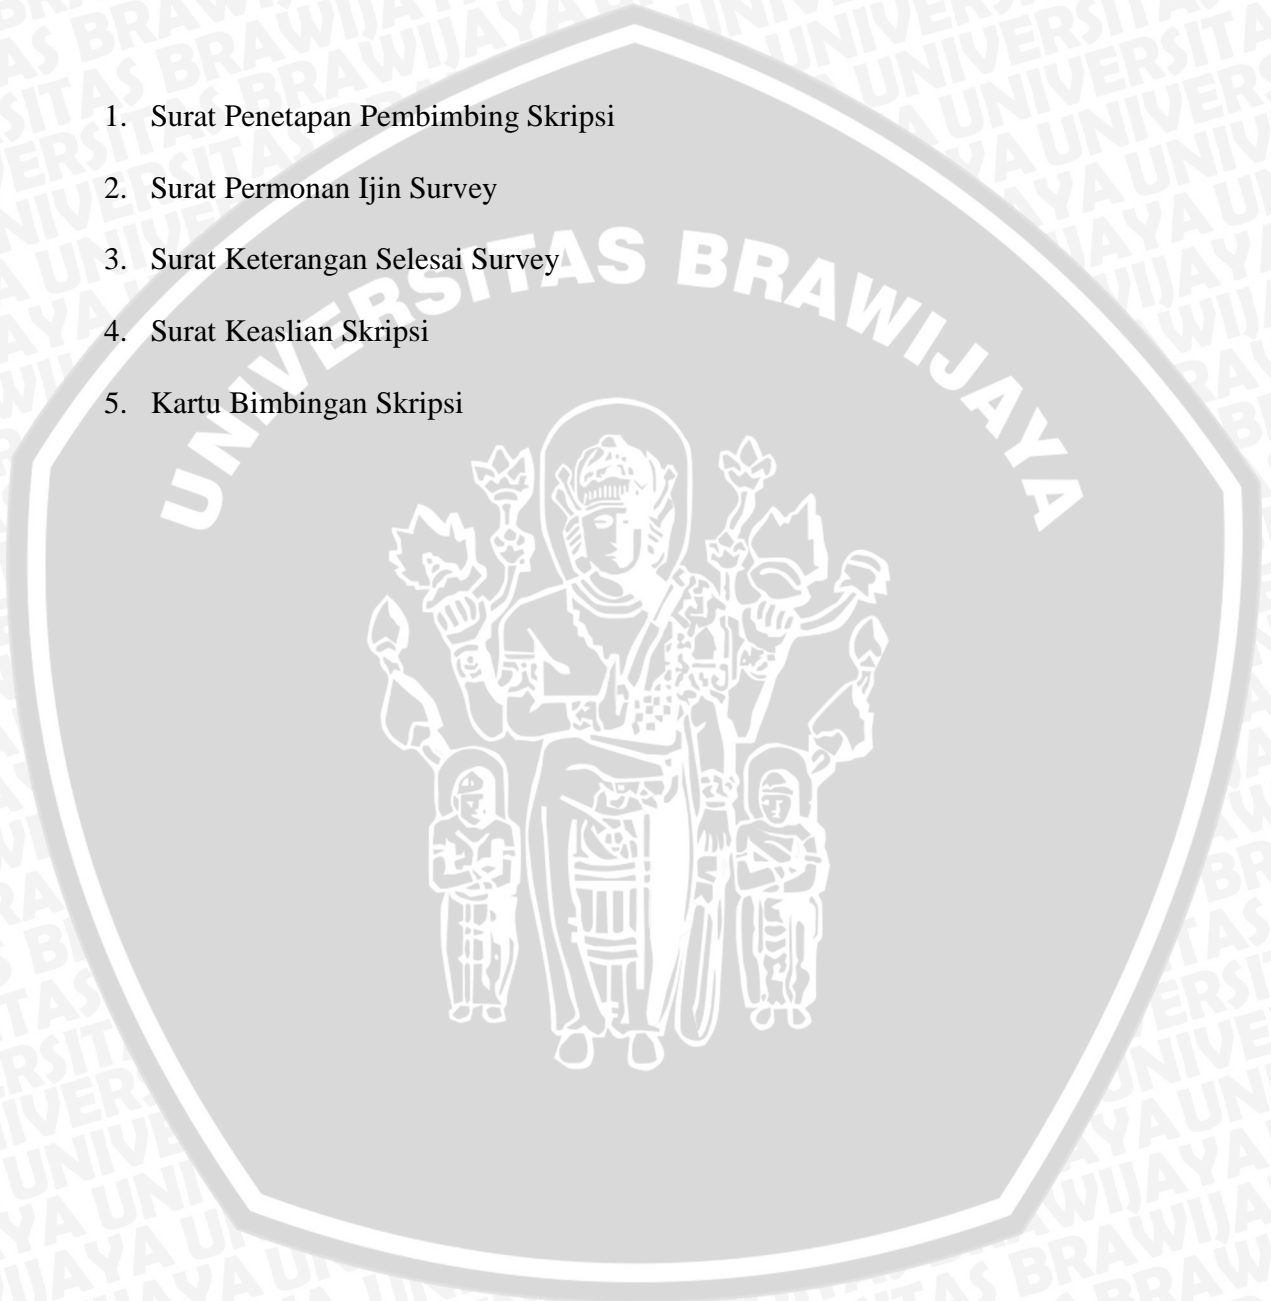 1. Surat Penetapan Pembimbing Skripsi
2. Surat Permonan Ijin Survey
3. Surat Keterangan Selesai Survey
4. Surat Keaslian Skripsi
5. Kartu Bimbingan Skripsi
UNIVERSITAS BRAWIJAYA